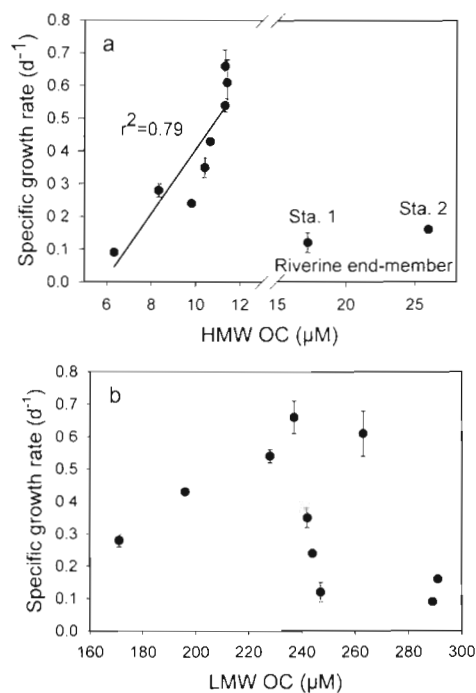 a
0.8
0.7
0.6
0.5
0.4
0.3
0.2
0.1
0.0
Specific growth rate (d⁻¹)
r²=0.79
Sta. 1
Sta. 2
Riverine end-member
6 8 10 12 14 20 25
HMW OC (µM)
b
0.8
0.7
0.6
0.5
0.4
0.3
0.2
0.1
0.0
Specific growth rate (d⁻¹)
160 180 200 220 240 260 280 300
LMW OC (µM)